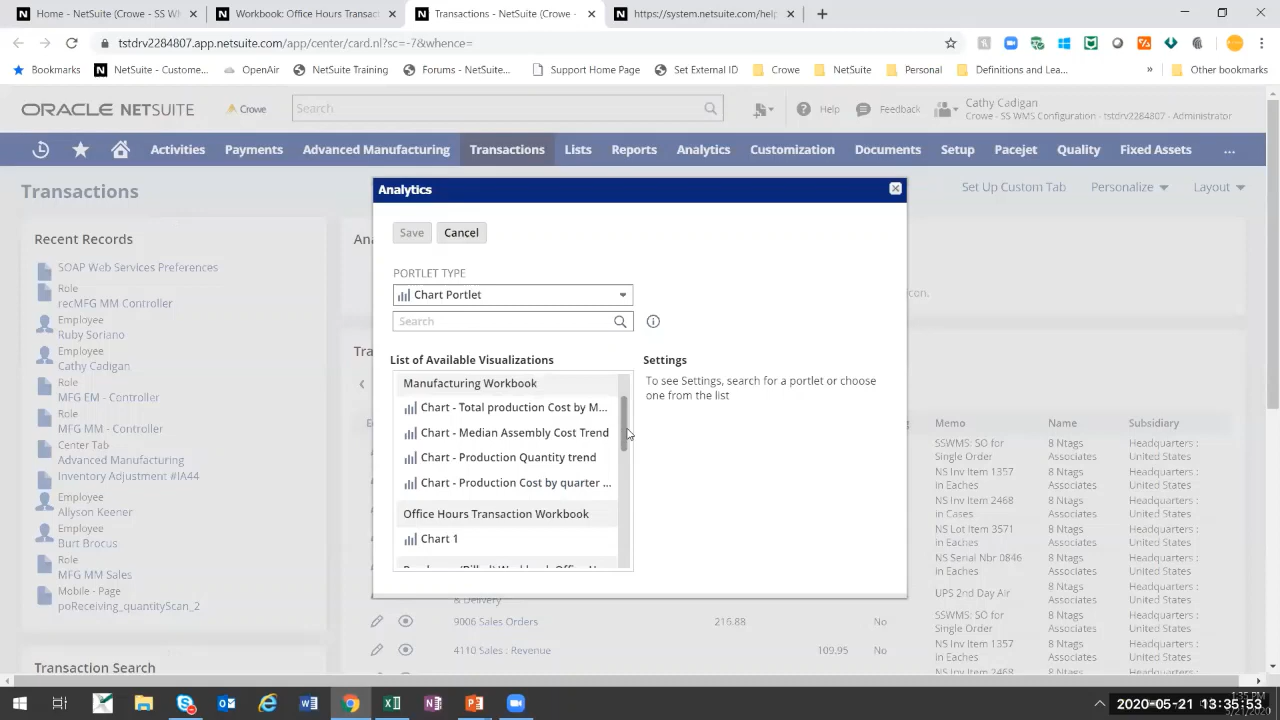 Home - NetSuite (Crowe - SS WM
Workbook: Office Hours Transact
Transactions - NetSuite (Crowe -
https://system.netsuite.com/help
tstdrv2284807.app.netsuite.com/app/center/card.nl?sc=-7&whence=
Bookmarks
NetSuite - Custome...
OpenAir
NetSuite Training
Forums - NetSuite...
Support Home Page
Set External ID
Crowe
NetSuite
Personal
Definitions and Lea...
»
Other bookmarks
ORACLE NETSUITE
Crowe
Search
Help
Feedback
Cathy Cadigan
Crowe - SS WMS Configuration - tstdrv2284807 - Administrator
Activities
Payments
Advanced Manufacturing
Transactions
Lists
Reports
Analytics
Customization
Documents
Setup
Pacejet
Quality
Fixed Assets
...
Transactions
Set Up Custom Tab
Personalize
Layout
Recent Records
SOAP Web Services Preferences
Role
recMFG MM Controller
Employee
Ruby Soriano
Employee
Cathy Cadigan
Role
MFG EM - Controller
Role
MFG MM - Controller
Center Tab
Advanced Manufacturing
Inventory Adjustment #IA44
Employee
Allyson Keener
Employee
Burt Brocus
Role
MFG MM Sales
Mobile - Page
poReceiving_quantityScan_2
Transaction Search
Analytics
Save
Cancel
PORTLET TYPE
Chart Portlet
Search
List of Available Visualizations
Manufacturing Workbook
Chart - Total production Cost by M...
Chart - Median Assembly Cost Trend
Chart - Production Quantity trend
Chart - Production Cost by quarter ...
Office Hours Transaction Workbook
Chart 1
Settings
To see Settings, search for a portlet or choose
one from the list
con.
Memo
Name
Subsidiary
SSWMS: SO for
Single Order
8 Ntags
Associates
Headquarters :
United States
NS Inv Item 1357
in Eaches
8 Ntags
Associates
Headquarters :
United States
NS Inv Item 2468
in Cases
8 Ntags
Associates
Headquarters :
United States
NS Lot Item 3571
in Eaches
8 Ntags
Associates
Headquarters :
United States
NS Serial Nbr 0846
in Eaches
8 Ntags
Associates
Headquarters :
United States
& Delivery
UPS 2nd Day Air
8 Ntags
Associates
Headquarters :
United States
9006 Sales Orders
216.88
No
SSWMS: SO for
Single Order
8 Ntags
Associates
Headquarters :
United States
4110 Sales : Revenue
109.95
No
NS Inv Item 1357
in Eaches
8 Ntags
Associates
Headquarters :
United States
NS Inv Item 2468
8 Ntags
Headquarters :
2020-05-21 13:35:53